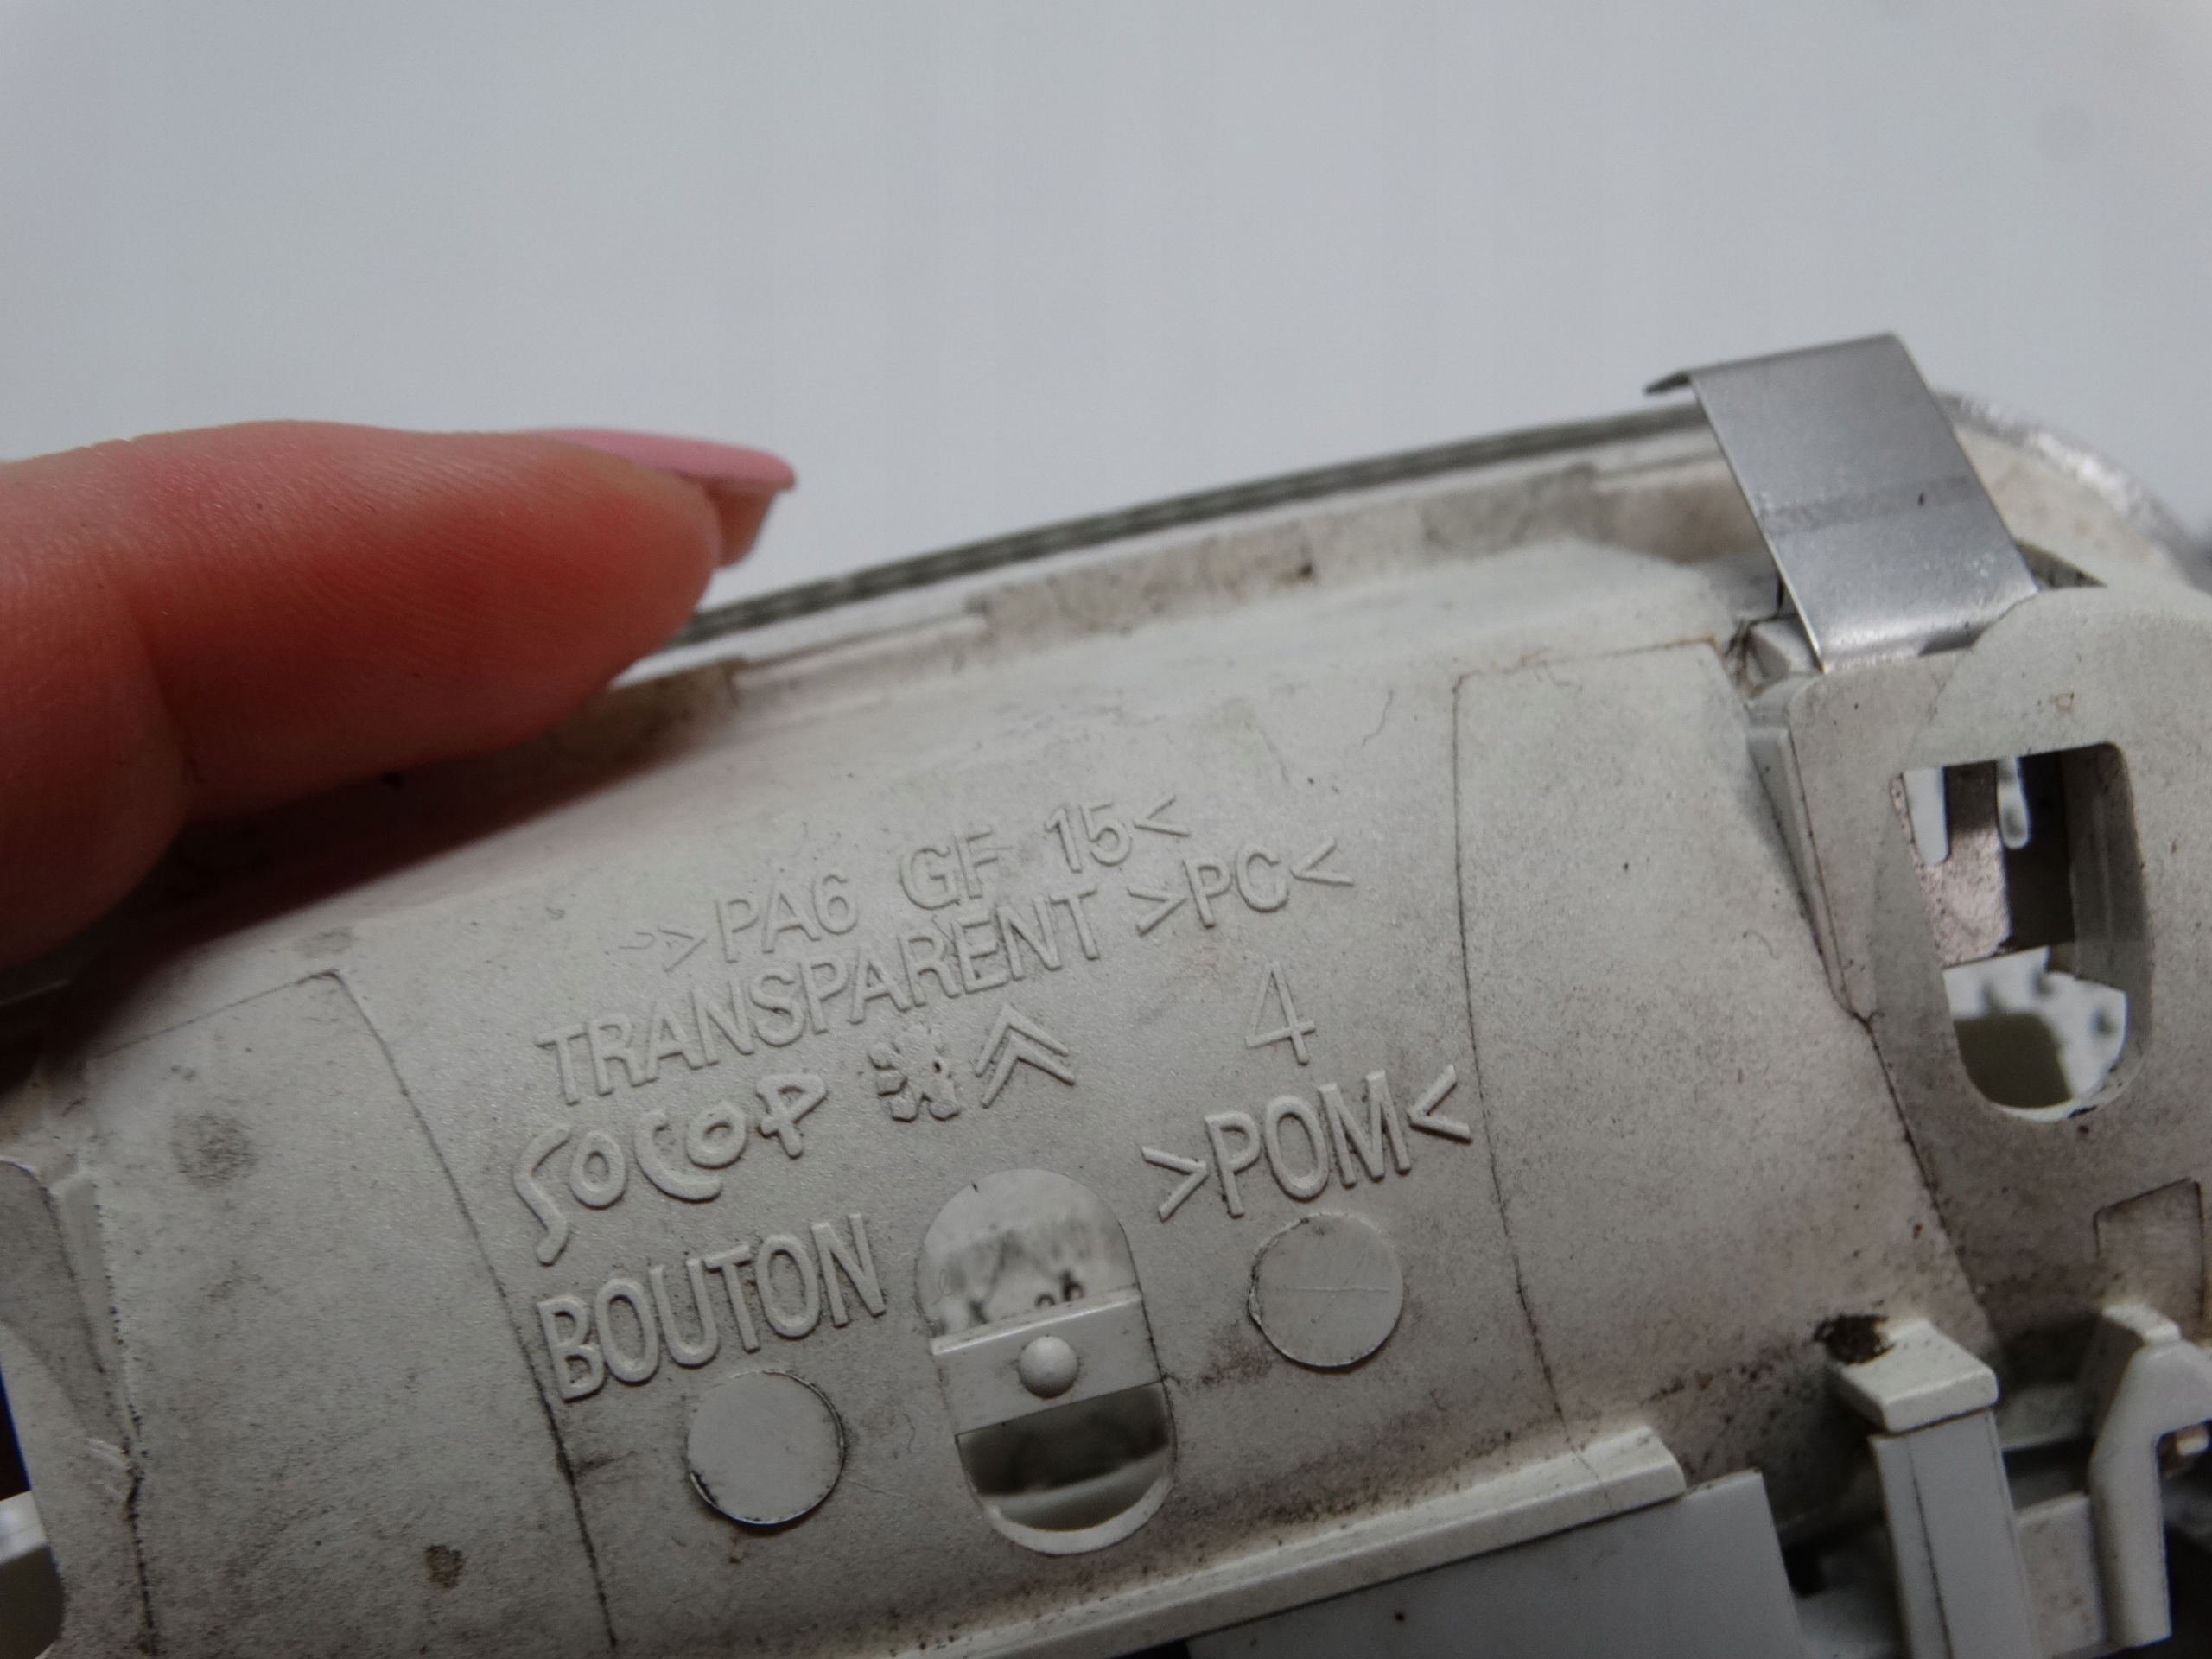 >PA6 GF 15<
TRANSPARENT >PC<
SOCOP 4
BOUTON >POM<